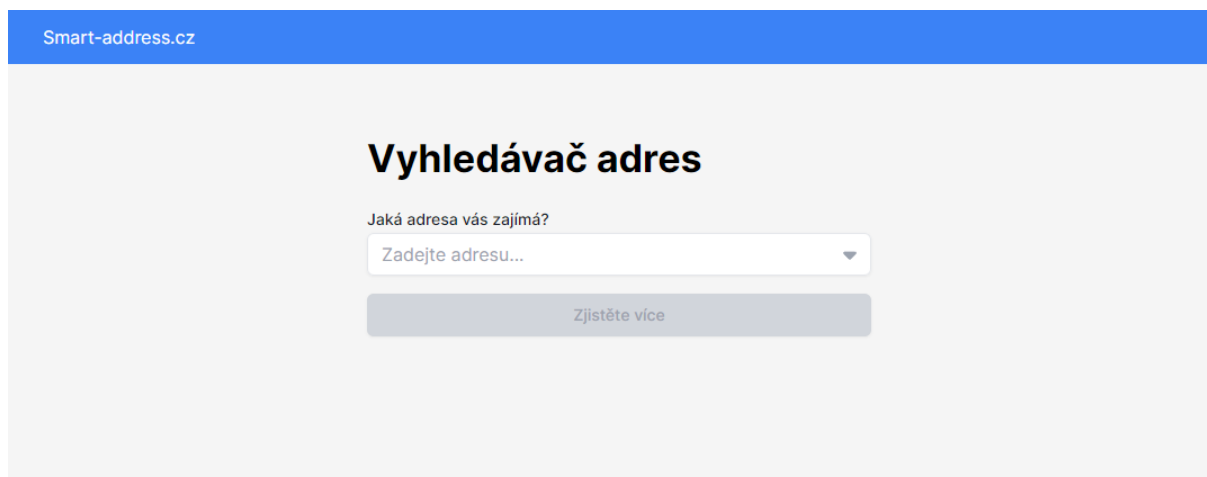 Smart-address.cz
Vyhledávač adres
Jaká adresa vás zajímá?
Zadejte adresu...
Zjistěte více